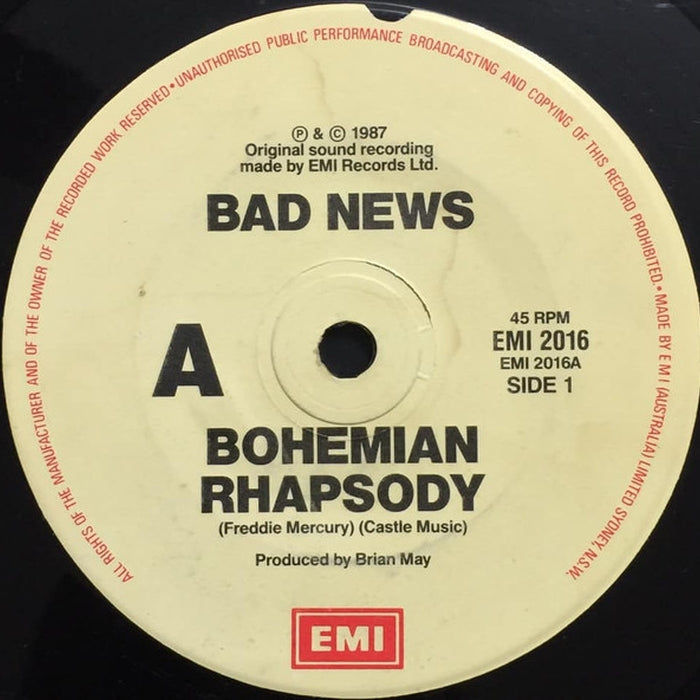 ALL RIGHTS OF THE MANUFACTURER AND OF THE OWNER OF THE RECORDED WORK RESERVED • UNAUTHORISED PUBLIC PERFORMANCE BROADCASTING AND COPYING OF THIS RECORD PROHIBITED. • MADE BY E M I (AUSTRALIA) LIMITED SYDNEY, N.S.W.
Ⓟ & © 1987
Original sound recording
made by EMI Records Ltd.
BAD NEWS
A
45 RPM
EMI 2016
EMI 2016A
SIDE 1
BOHEMIAN
RHAPSODY
(Freddie Mercury) (Castle Music)
Produced by Brian May
EMI